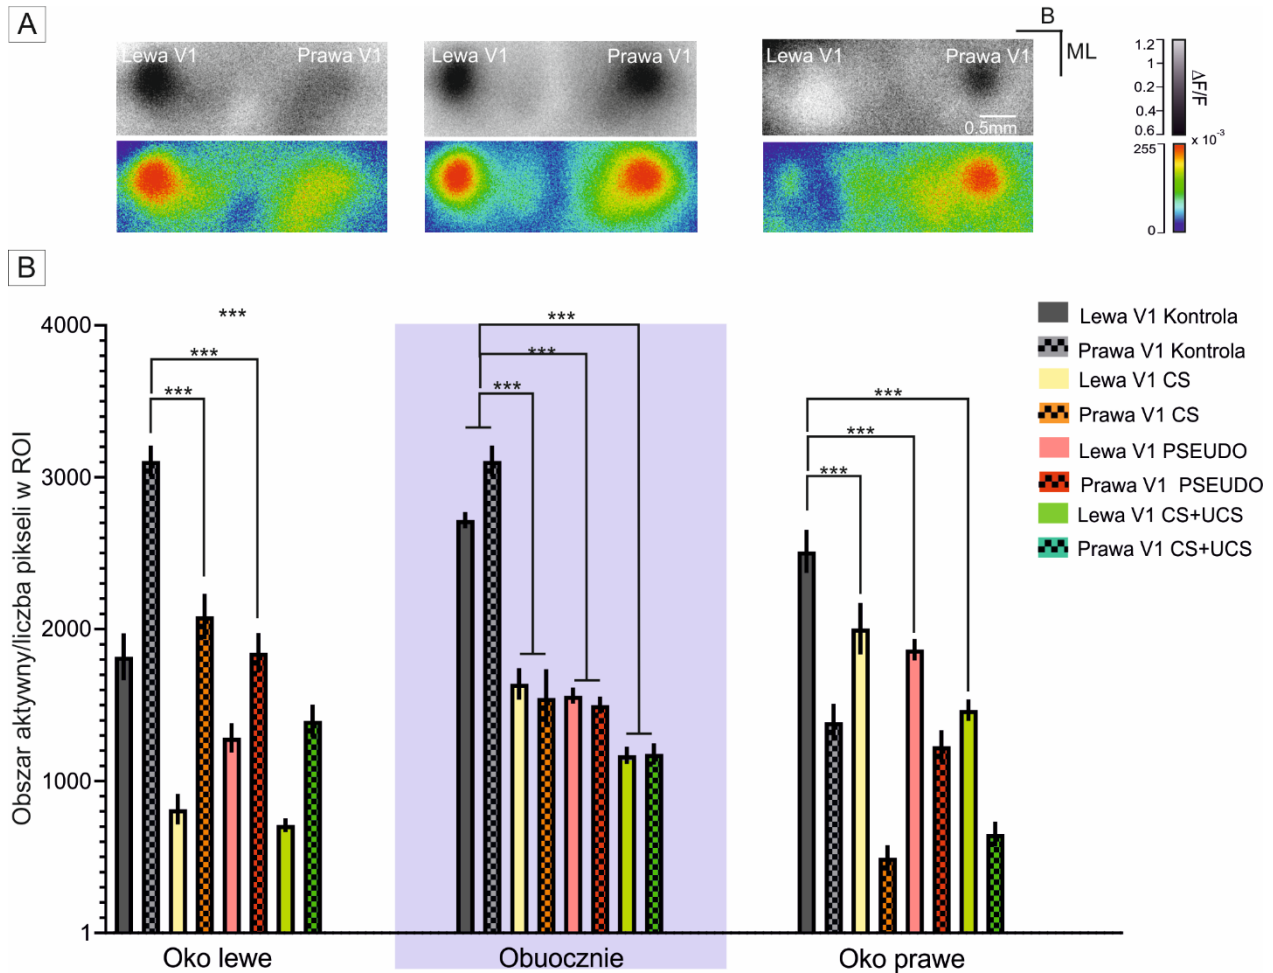 A
Lewa V1
Prawa V1
Lewa V1
Prawa V1
Lewa V1
Prawa V1
0.5mm
B
ML
1.2
1
0.2
0.4
0.6
ΔF/F
x 10⁻³
255
0
B
Obszar aktywny/liczba pikseli w ROI
4000
3000
2000
1000
1
***
***
***
***
***
***
***
***
***
Oko lewe
Obuocznie
Oko prawe
Lewa V1 Kontrola
Prawa V1 Kontrola
Lewa V1 CS
Prawa V1 CS
Lewa V1 PSEUDO
Prawa V1 PSEUDO
Lewa V1 CS+UCS
Prawa V1 CS+UCS